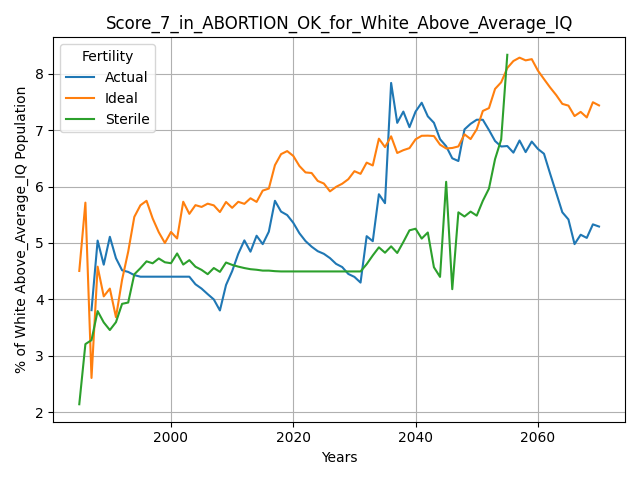 Score_7_in_ABORTION_OK_for_White_Above_Average_IQ
Fertility
Actual
Ideal
Sterile
% of White Above_Average_IQ Population
8
7
6
5
4
3
2
2000 2020 2040 2060
Years